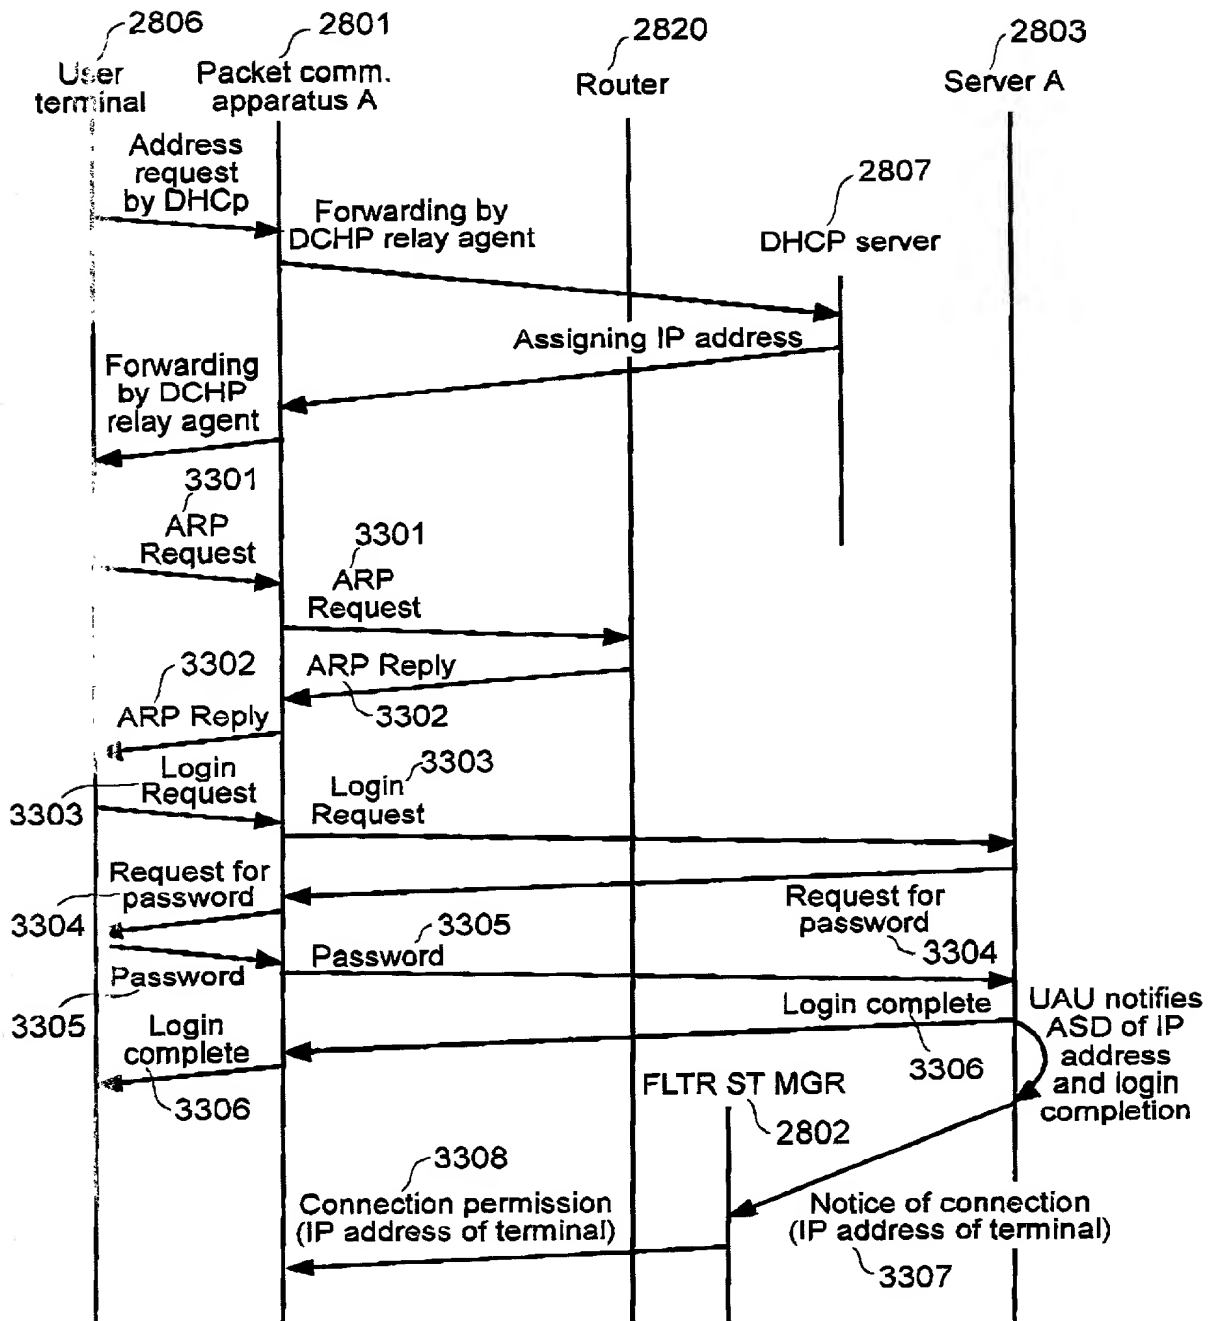 2806
2801
2820
2803
User
terminal
Packet comm.
apparatus A
Router
Server A
Address
request
by DHCp
2807
Forwarding by
DCHP relay agent
DHCP server
Assigning IP address
Forwarding
by DCHP
relay agent
3301
ARP
Request
3301
ARP
Request
3302
ARP Reply
ARP Reply
3302
Login
Request
3303
3303
Login
Request
Request for
password
3304
Request for
password
3304
3305
Password
Password
3305
Login complete
3306
UAU notifies
ASD of IP
address
and login
completion
Login
complete
3306
FLTR ST MGR
2802
3308
Connection permission
(IP address of terminal)
Notice of connection
(IP address of terminal)
3307